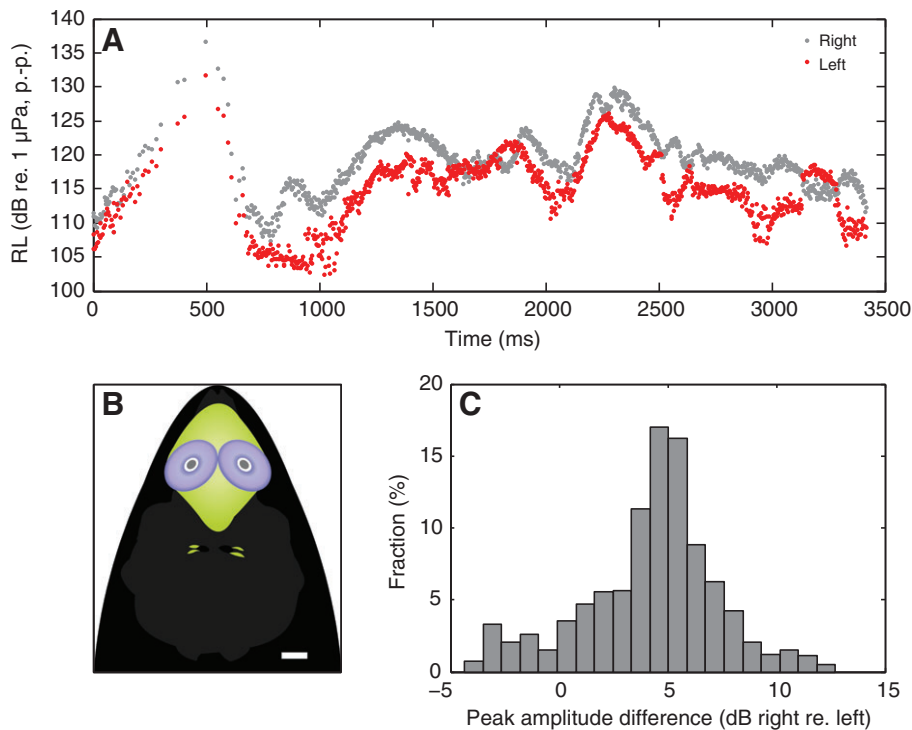 A
Right
Left
RL (dB re. 1 µPa, p.-p.)
140
135
130
125
120
115
110
105
100
0 500 1000 1500 2000 2500 3000 3500
Time (ms)
B
C
Fraction (%)
20
15
10
5
0
−5 0 5 10 15
Peak amplitude difference (dB right re. left)